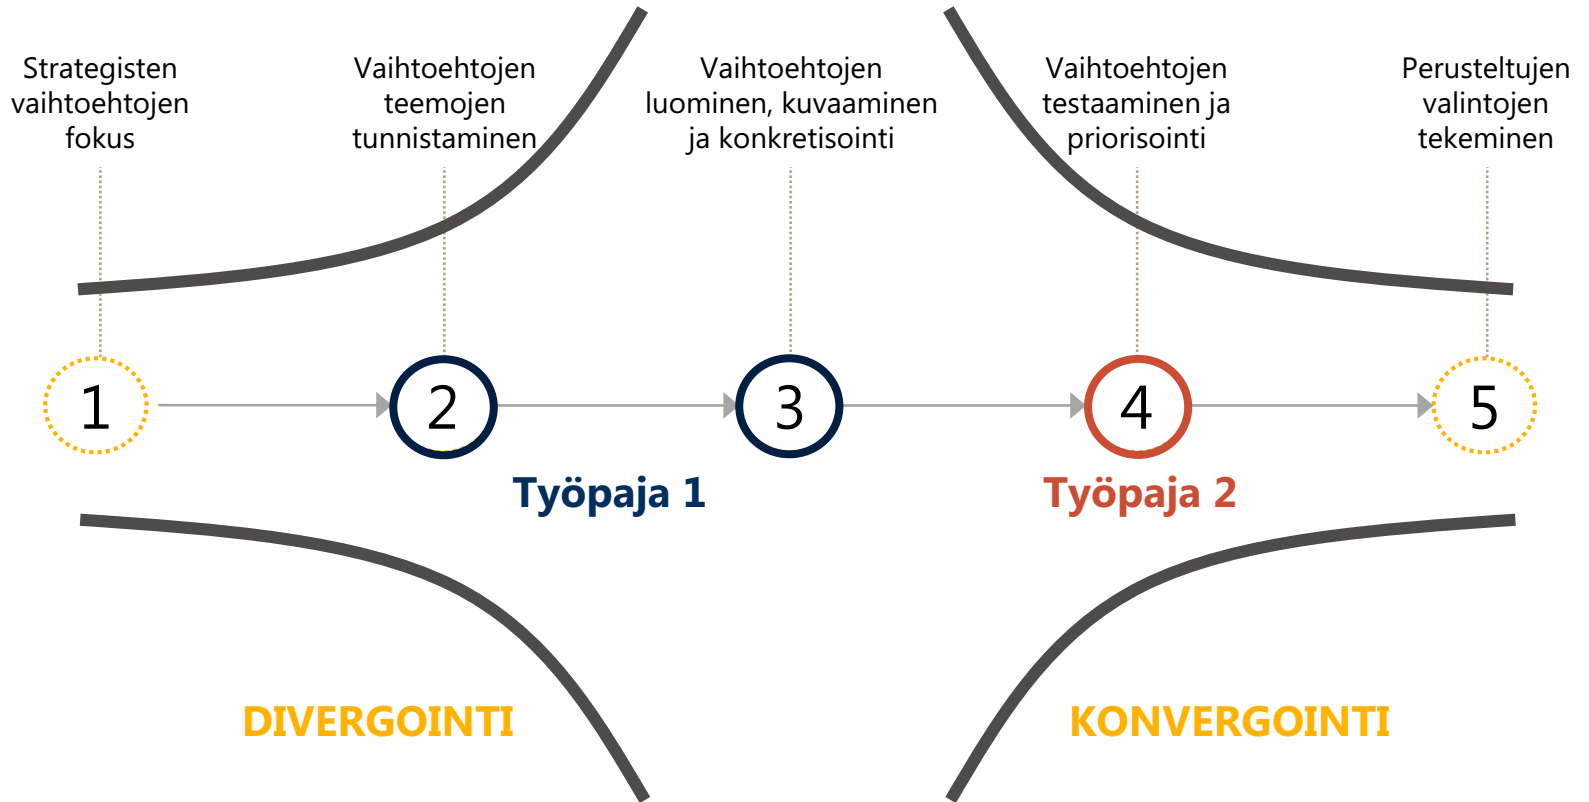 Strategisten
vaihtoehtojen
fokus
Vaihtoehtojen
teemojen
tunnistaminen
Vaihtoehtojen
luominen, kuvaaminen
ja konkretisointi
Vaihtoehtojen
testaaminen ja
priorisointi
Perusteltujen
valintojen
tekeminen
1
2
3
4
5
Työpaja 1
Työpaja 2
DIVERGOINTI
KONVERGOINTI